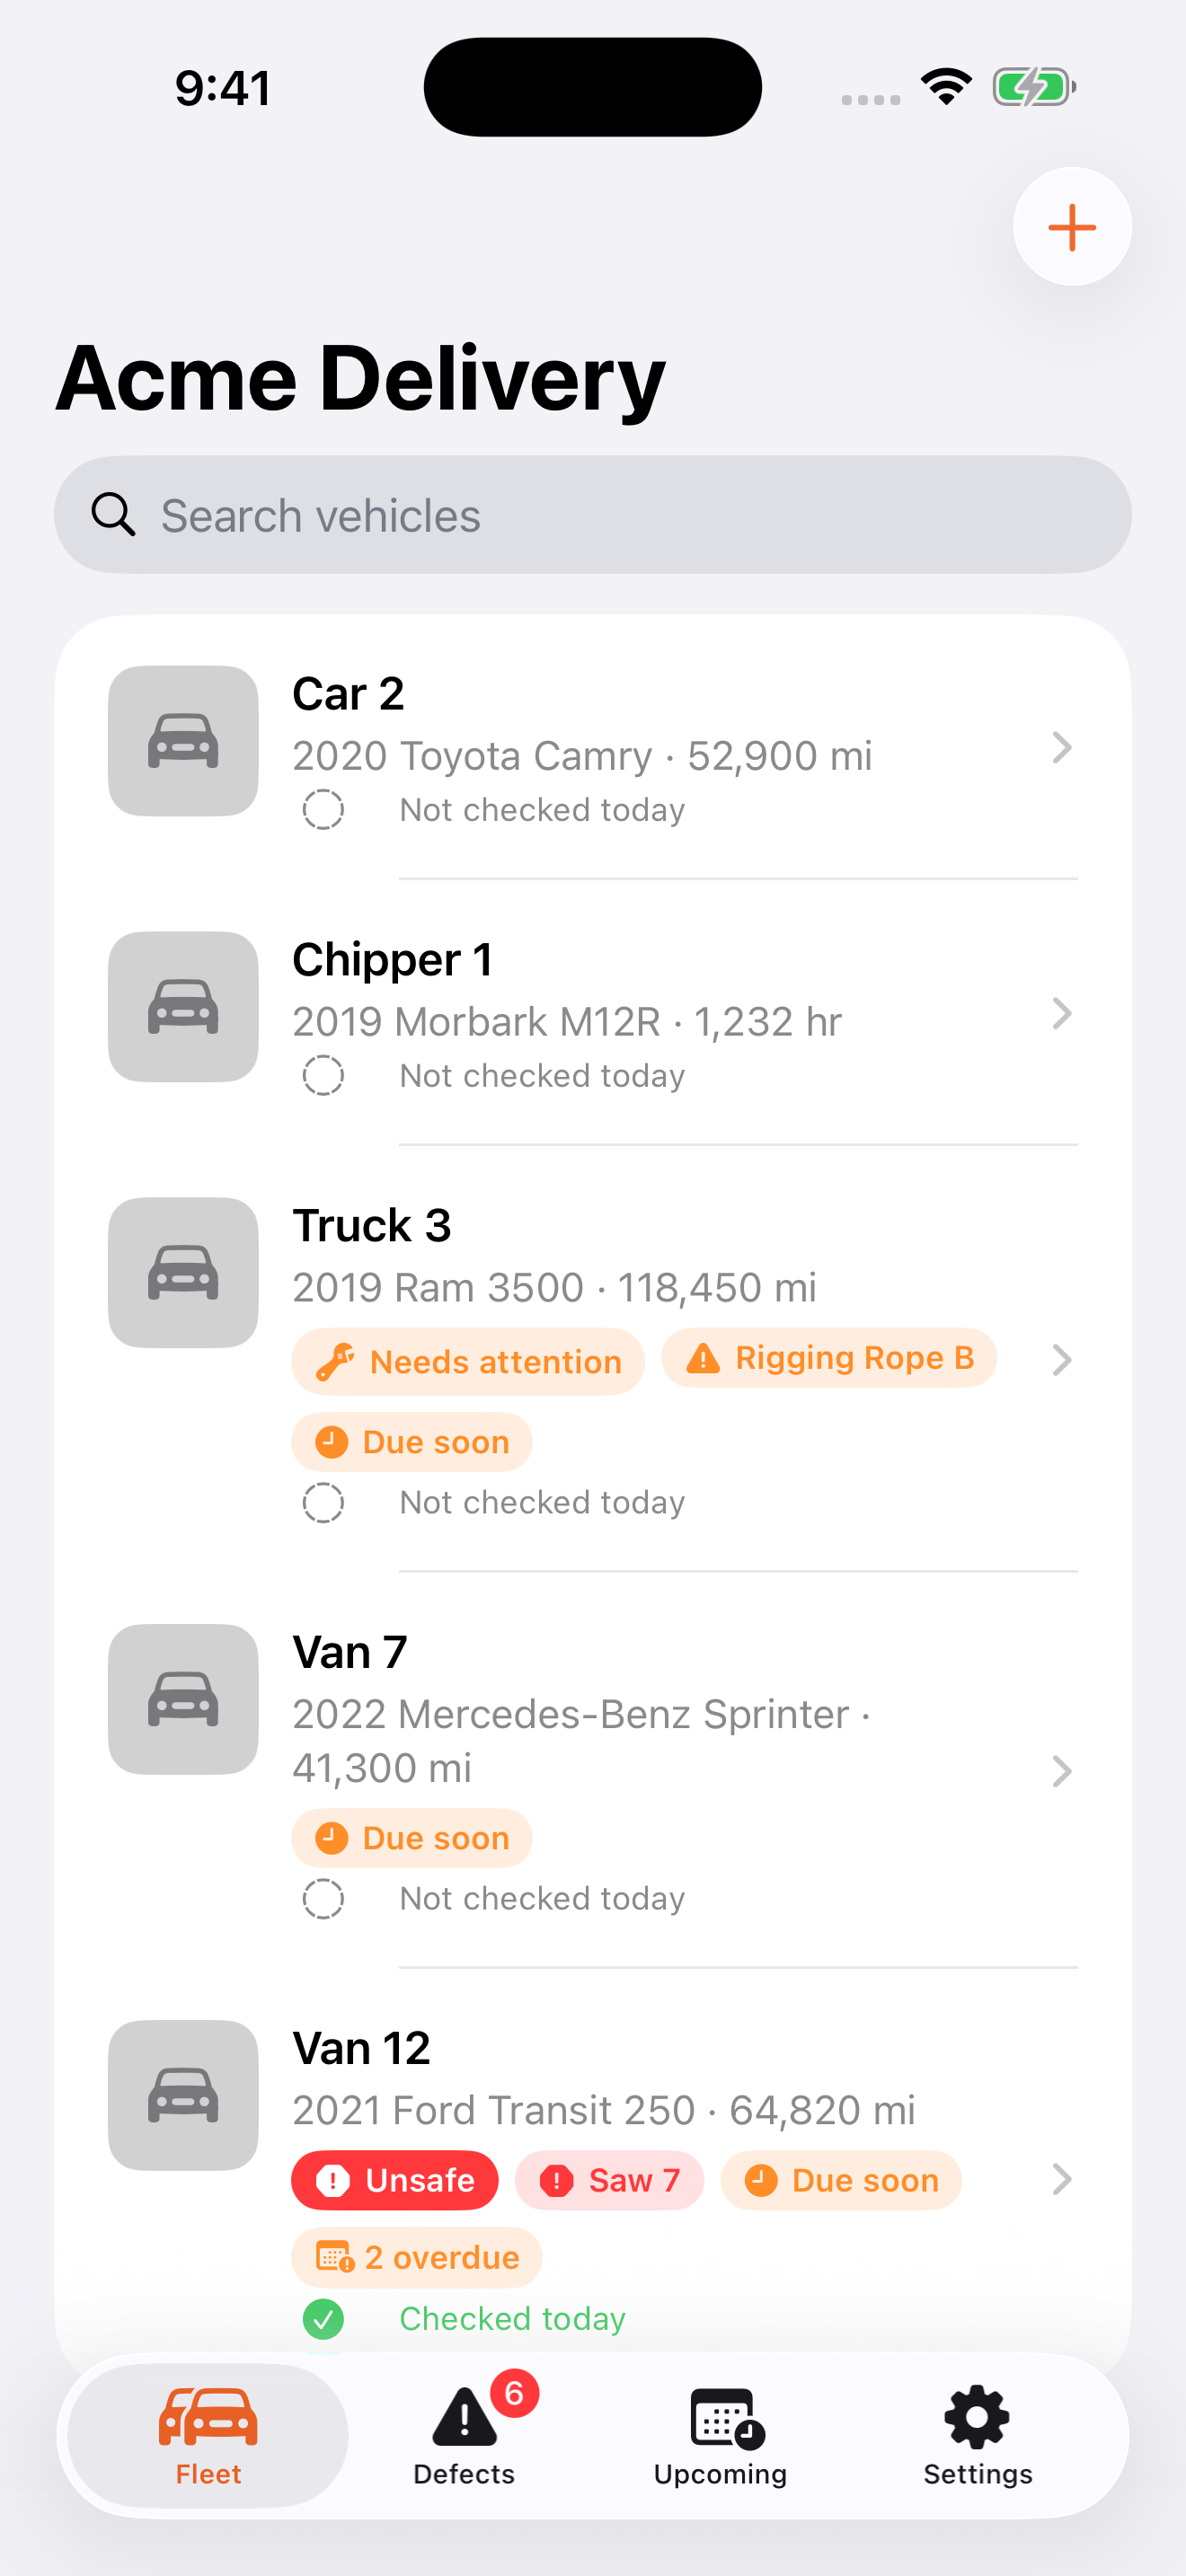 9:41
Acme Delivery
Search vehicles
Car 2
2020 Toyota Camry · 52,900 mi
Not checked today
Chipper 1
2019 Morbark M12R · 1,232 hr
Not checked today
Truck 3
2019 Ram 3500 · 118,450 mi
Needs attention Rigging Rope B
Due soon
Not checked today
Van 7
2022 Mercedes-Benz Sprinter ·
41,300 mi
Due soon
Not checked today
Van 12
2021 Ford Transit 250 · 64,820 mi
Unsafe Saw 7 Due soon
2 overdue
Checked today
6
Fleet Defects Upcoming Settings